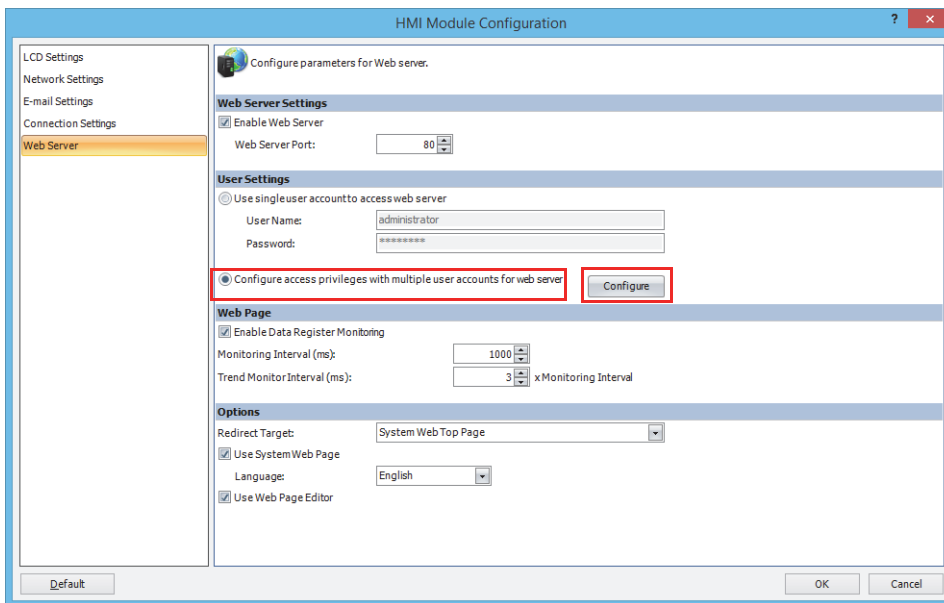 HMI Module Configuration
?
LCD Settings
Network Settings
E-mail Settings
Connection Settings
Web Server
Configure parameters for Web server.
Web Server Settings
Enable Web Server
Web Server Port: 80
User Settings
Use single user account to access web server
User Name: administrator
Password: ********
Configure access privileges with multiple user accounts for web server Configure
Web Page
Enable Data Register Monitoring
Monitoring Interval (ms): 1000
Trend Monitor Interval (ms): 3 x Monitoring Interval
Options
Redirect Target: System Web Top Page
Use System Web Page
Language: English
Use Web Page Editor
Default OK Cancel